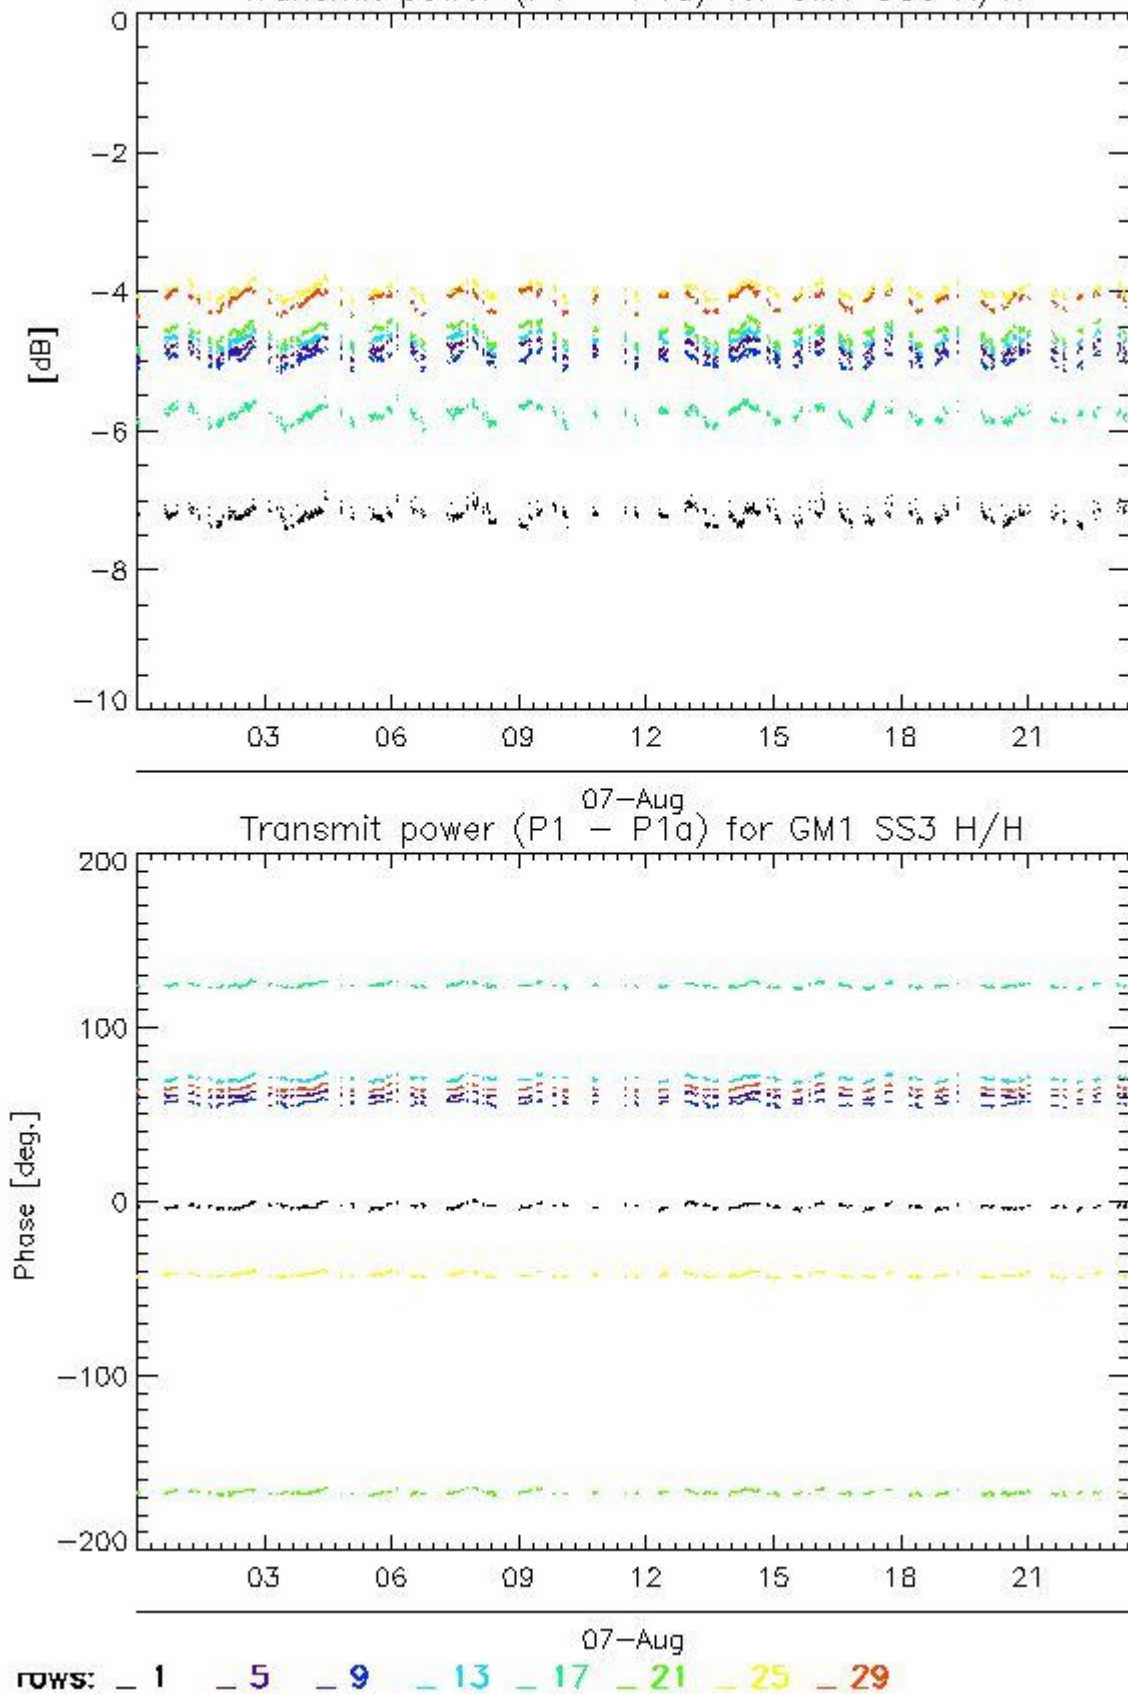 0
−2
−4
[dB]
−6
−8
−10
03 06 09 12 15 18 21
07−Aug
Transmit power (P1 − P1a) for GM1 SS3 H/H
200
100
Phase [deg.]
0
−100
−200
03 06 09 12 15 18 21
07−Aug
rows: _ 1 _ 5 _ 9 _ 13 _ 17 _ 21 _ 25 _ 29